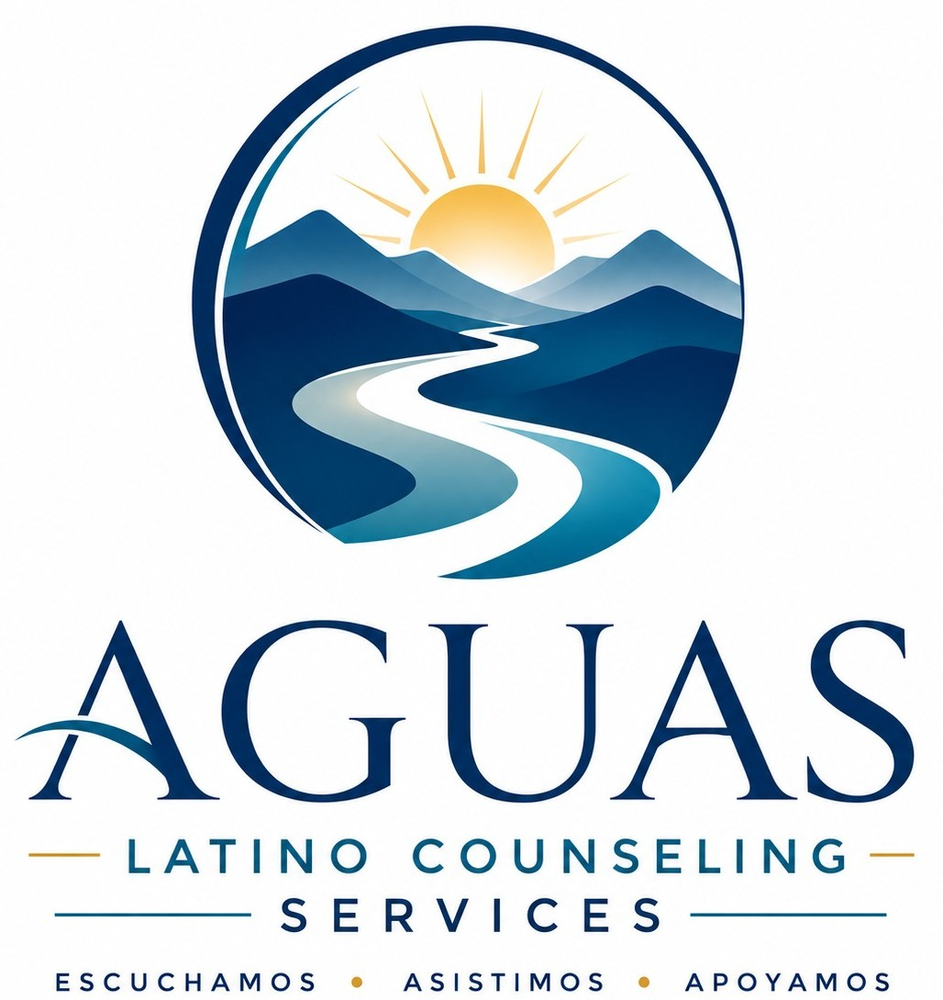 AGUAS
LATINO COUNSELING
SERVICES
ESCUCHAMOS • ASISTIMOS • APOYAMOS